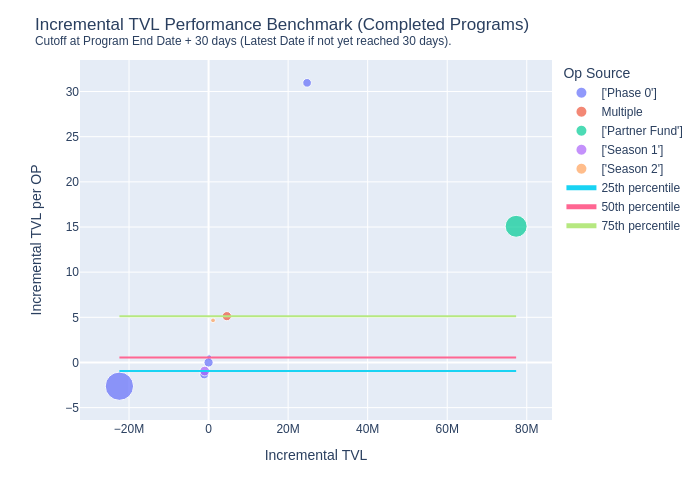 Incremental TVL Performance Benchmark (Completed Programs)
Cutoff at Program End Date + 30 days (Latest Date if not yet reached 30 days).
Op Source
['Phase 0']
Multiple
['Partner Fund']
['Season 1']
['Season 2']
25th percentile
50th percentile
75th percentile
Incremental TVL per OP
30
25
20
15
10
5
0
−5
−20M
0
20M
40M
60M
80M
Incremental TVL